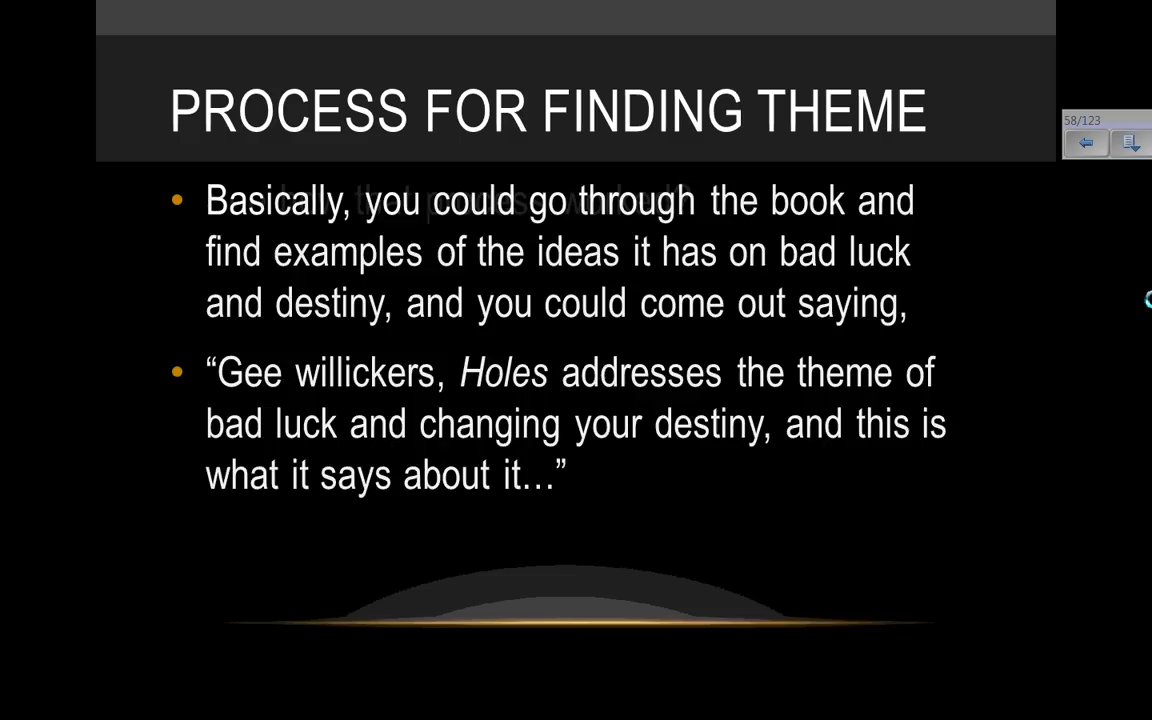 PROCESS FOR FINDING THEME
58/123
• Basically, you could go through the book and
find examples of the ideas it has on bad luck
and destiny, and you could come out saying,
• “Gee willickers, Holes addresses the theme of
bad luck and changing your destiny, and this is
what it says about it…”